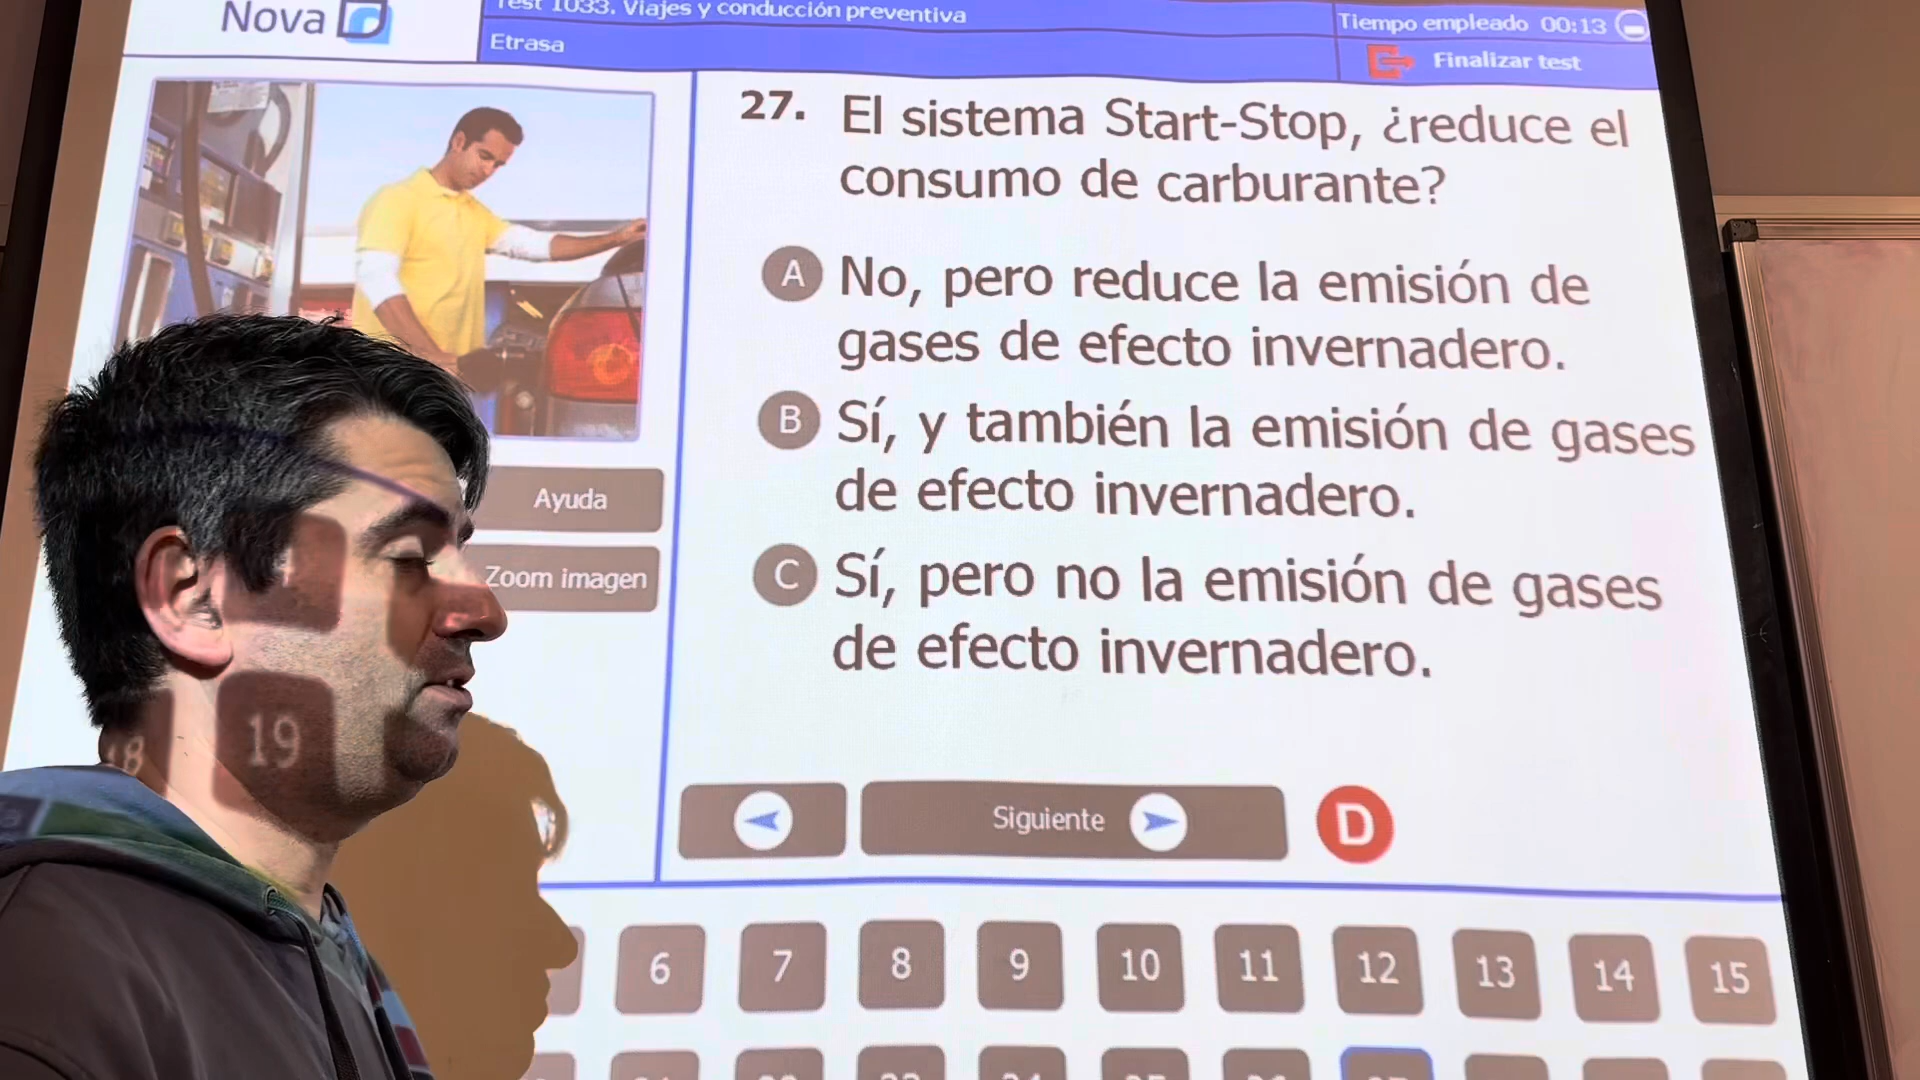 Nova
Test 1033. Viajes y conducción preventiva
Tiempo empleado 00:13
Etrasa
Finalizar test
27. El sistema Start-Stop, ¿reduce el
consumo de carburante?
A No, pero reduce la emisión de
gases de efecto invernadero.
B Sí, y también la emisión de gases
de efecto invernadero.
C Sí, pero no la emisión de gases
de efecto invernadero.
Ayuda
Zoom imagen
Siguiente
D
19
6 7 8 9 10 11 12 13 14 15